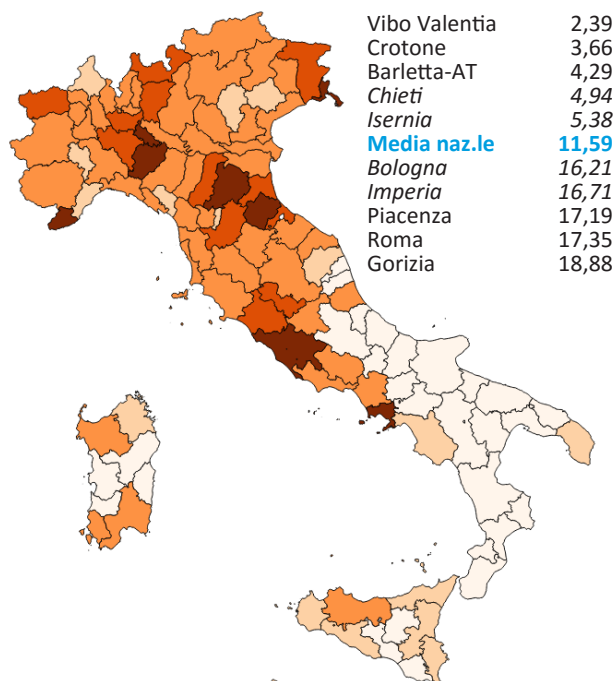 Vibo Valentia 2,39
Crotone 3,66
Barletta-AT 4,29
Chieti 4,94
Isernia 5,38
Media naz.le 11,59
Bologna 16,21
Imperia 16,71
Piacenza 17,19
Roma 17,35
Gorizia 18,88